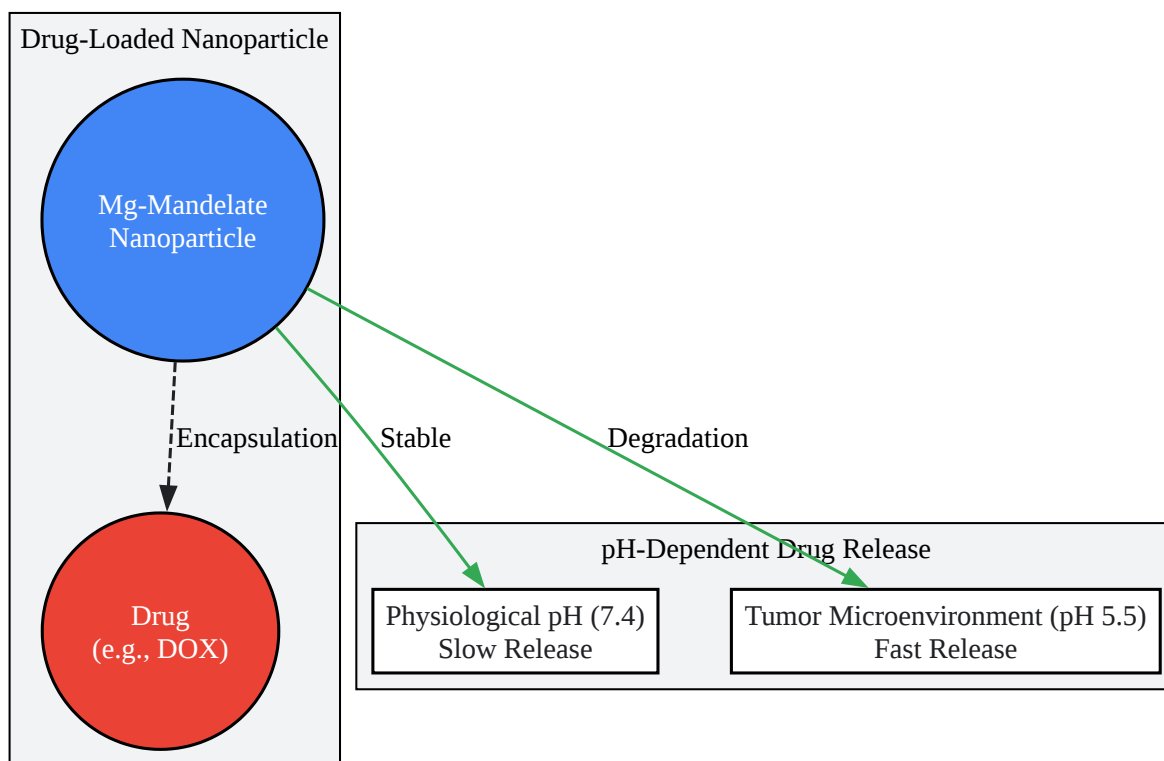 Drug-Loaded Nanoparticle
Mg-Mandelate
Nanoparticle
Encapsulation
Stable
Degradation
pH-Dependent Drug Release
Drug
(e.g., DOX)
Physiological pH (7.4)
Slow Release
Tumor Microenvironment (pH 5.5)
Fast Release